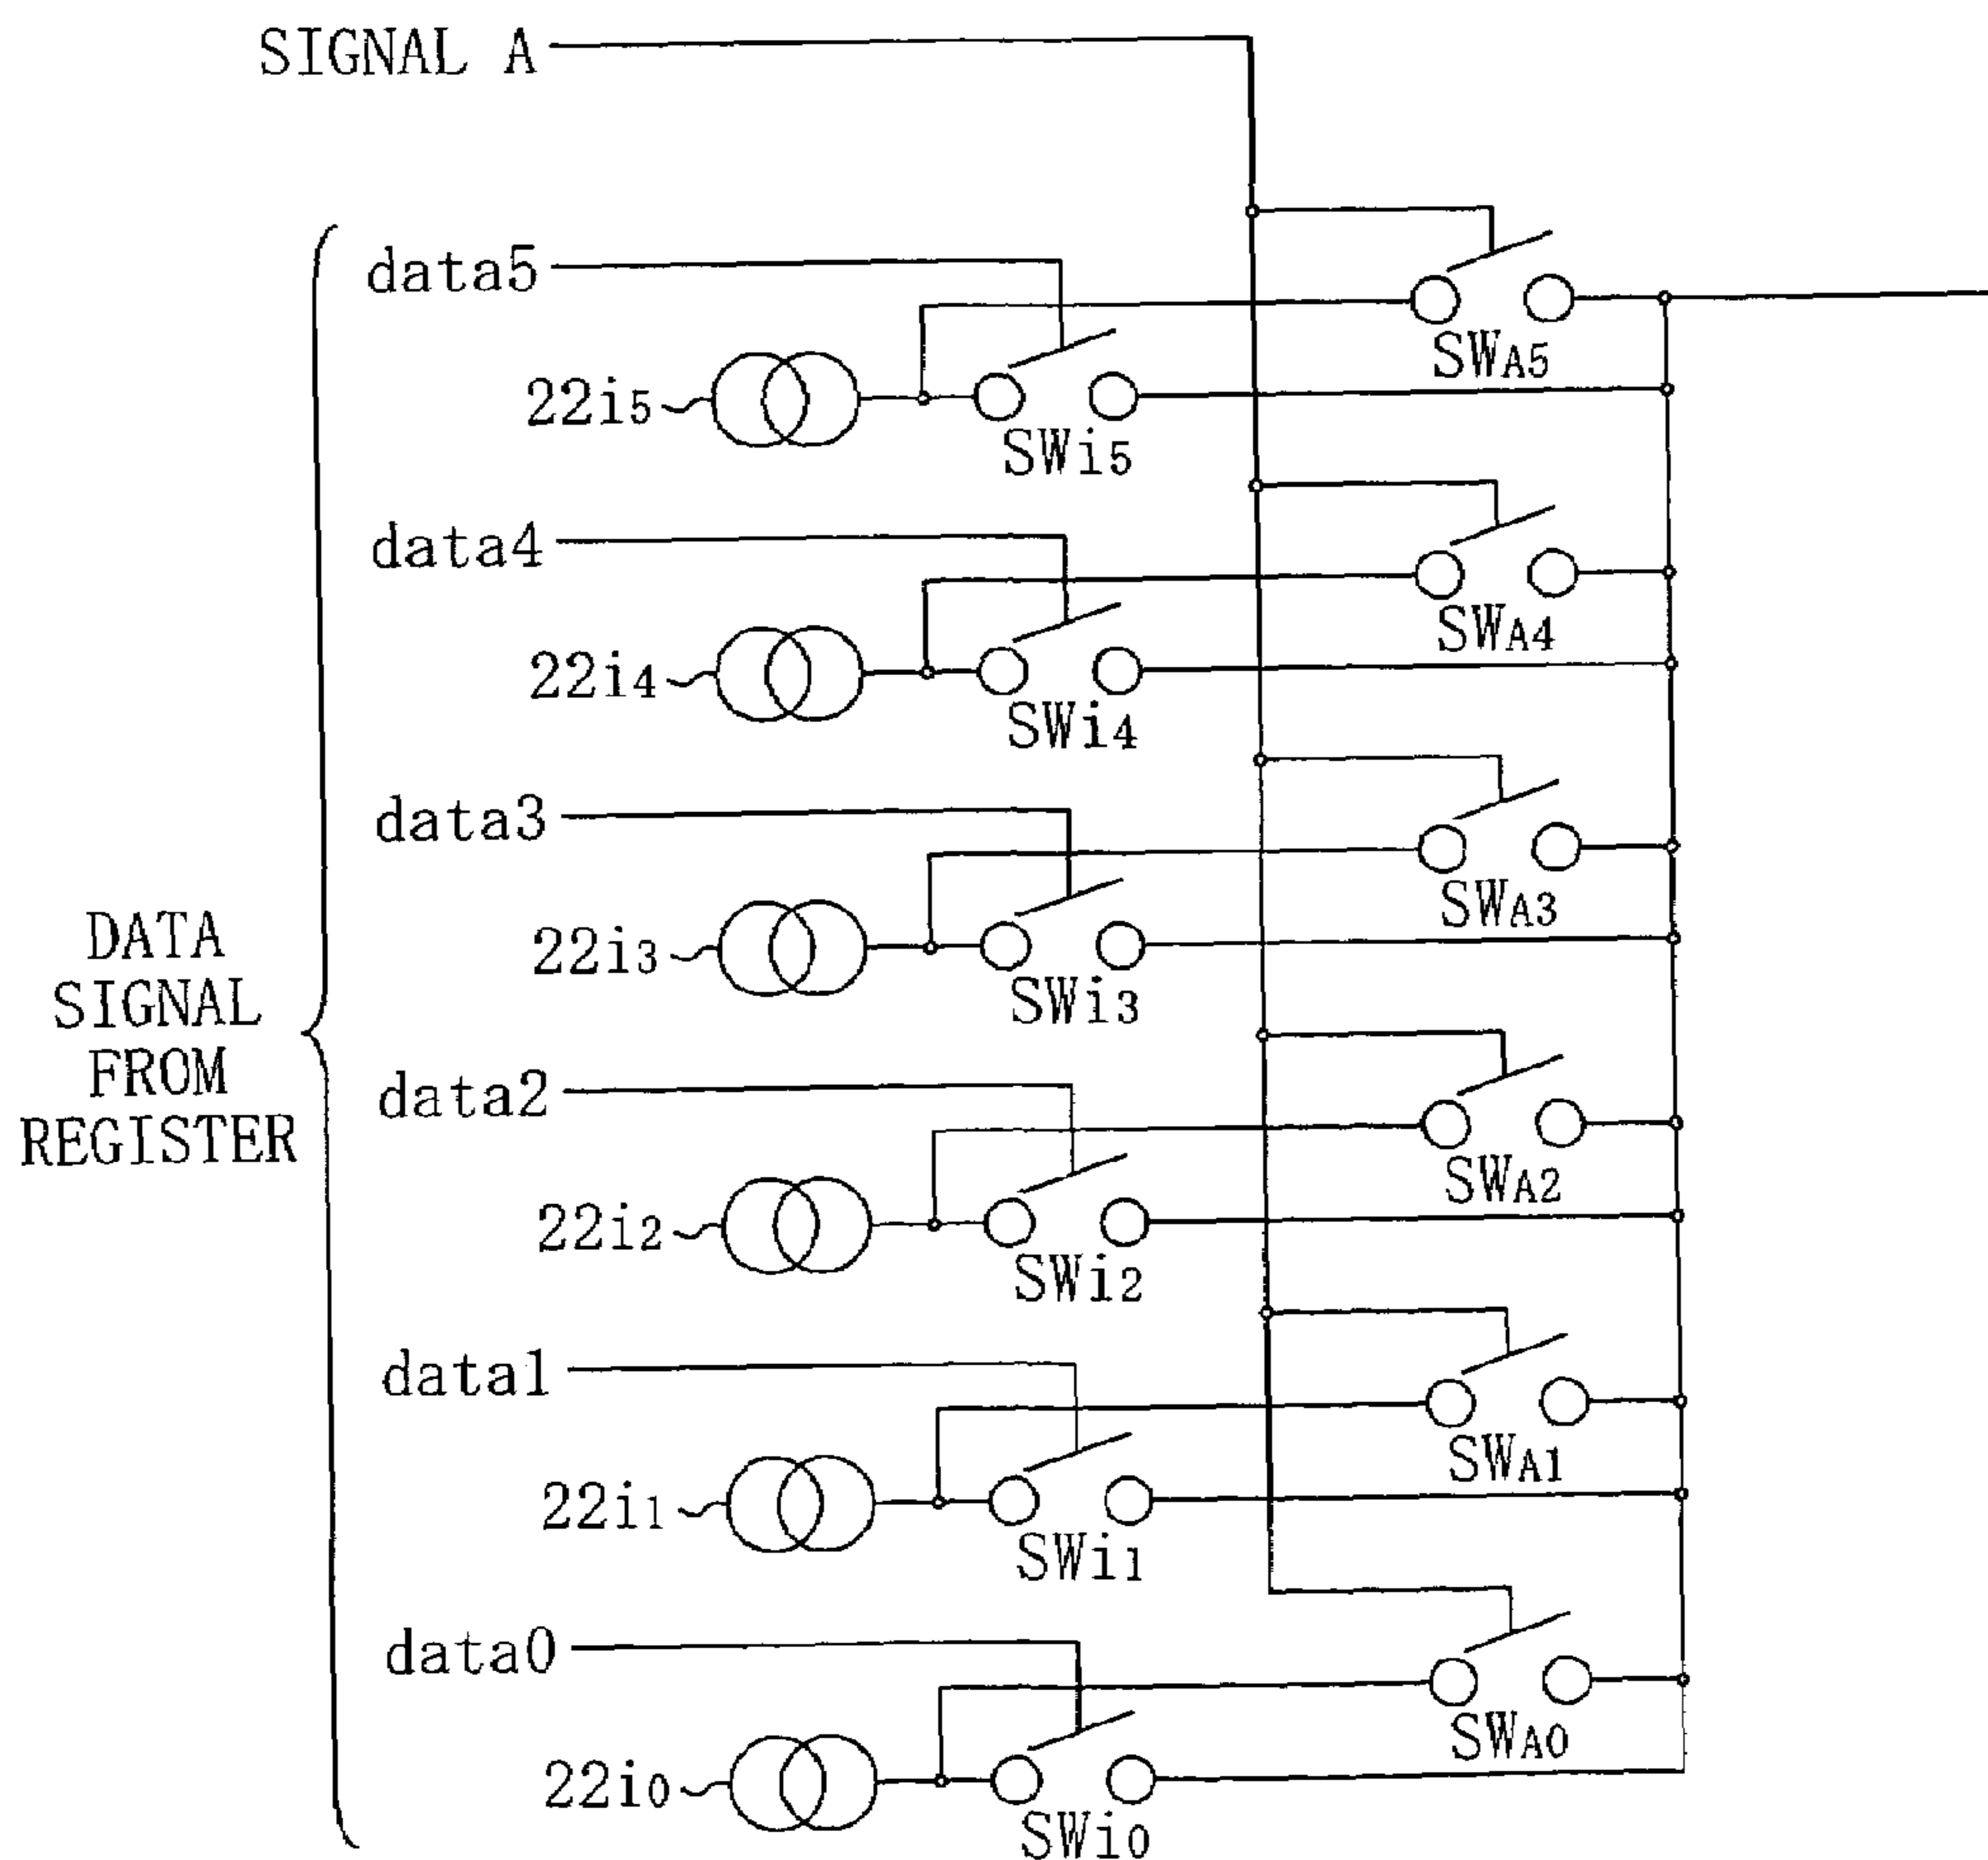 SIGNAL A
data5
SWA5
22i5
SWi5
data4
SWA4
22i4
SWi4
data3
SWA3
22i3
SWi3
DATA
SIGNAL
FROM
REGISTER
data2
SWA2
22i2
SWi2
data1
SWA1
22i1
SWi1
data0
SWA0
22i0
SWi0